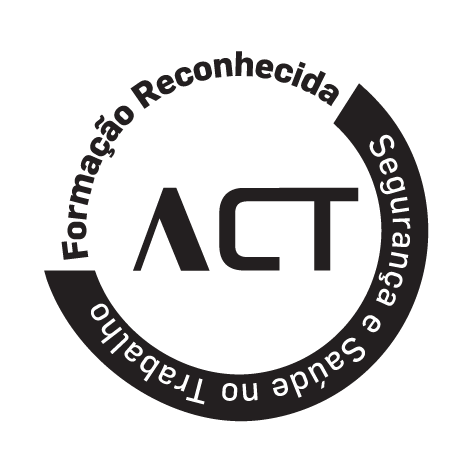 Formação Reconhecida
ACT
Segurança e Saúde no Trabalho